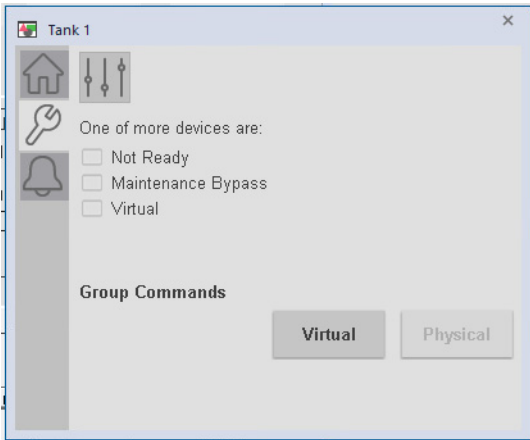 Tank 1
One of more devices are:
Not Ready
Maintenance Bypass
Virtual
Group Commands
Virtual Physical